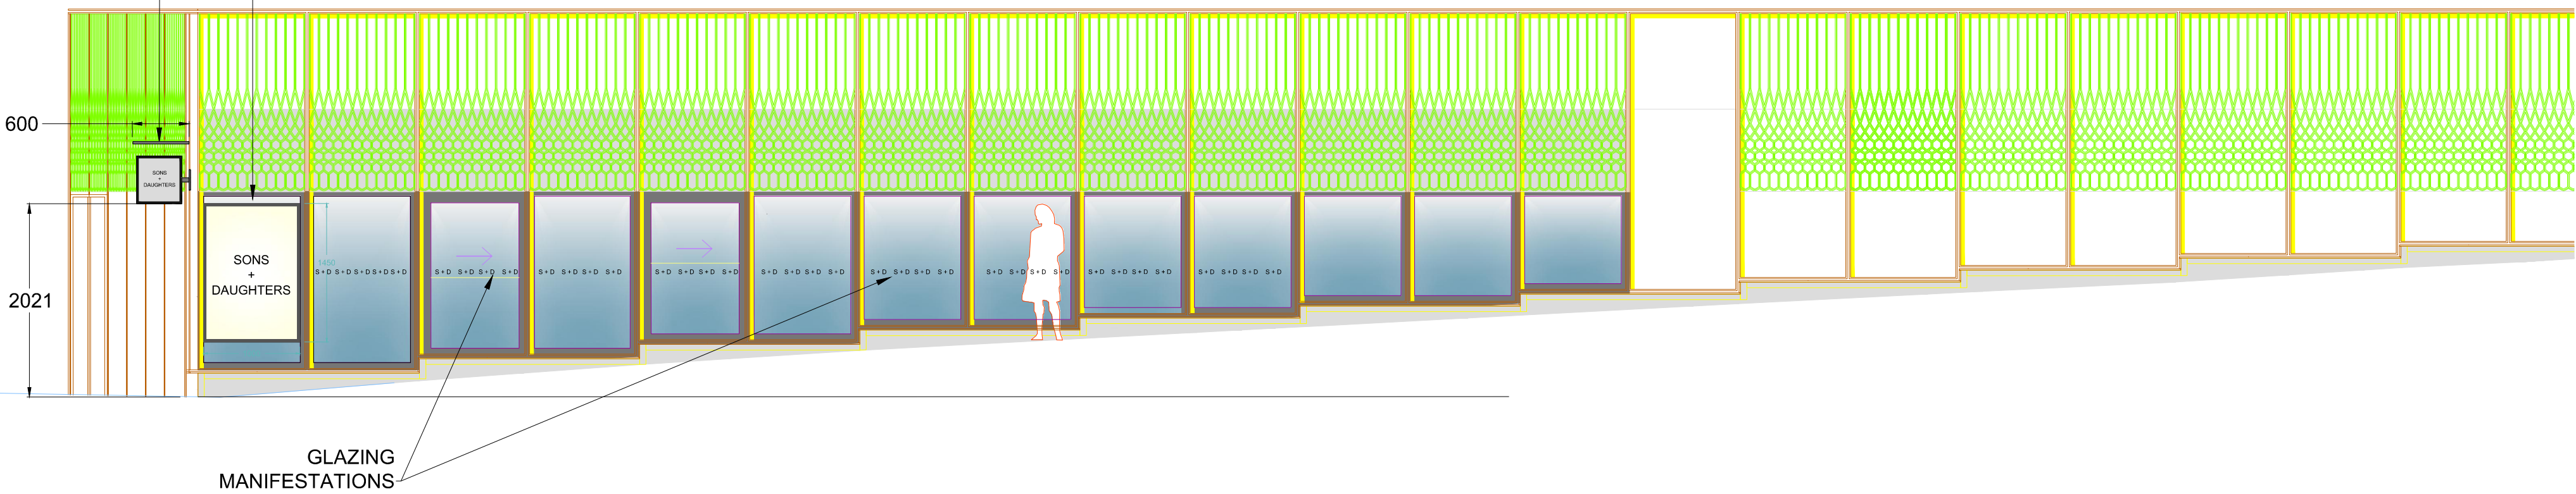 600
SONS
+
DAUGHTERS
SONS
+
DAUGHTERS
1450
S + D S + D S + D S + D S + D
S + D S + D S + D S + D
S + D S + D S + D S + D
S + D S + D S + D S + D
S + D S + D S + D S + D
S + D S + D S + D S + D
S + D S + D S + D S + D
S + D S + D S + D S + D
S + D S + D S + D S + D
2021
GLAZING
MANIFESTATIONS